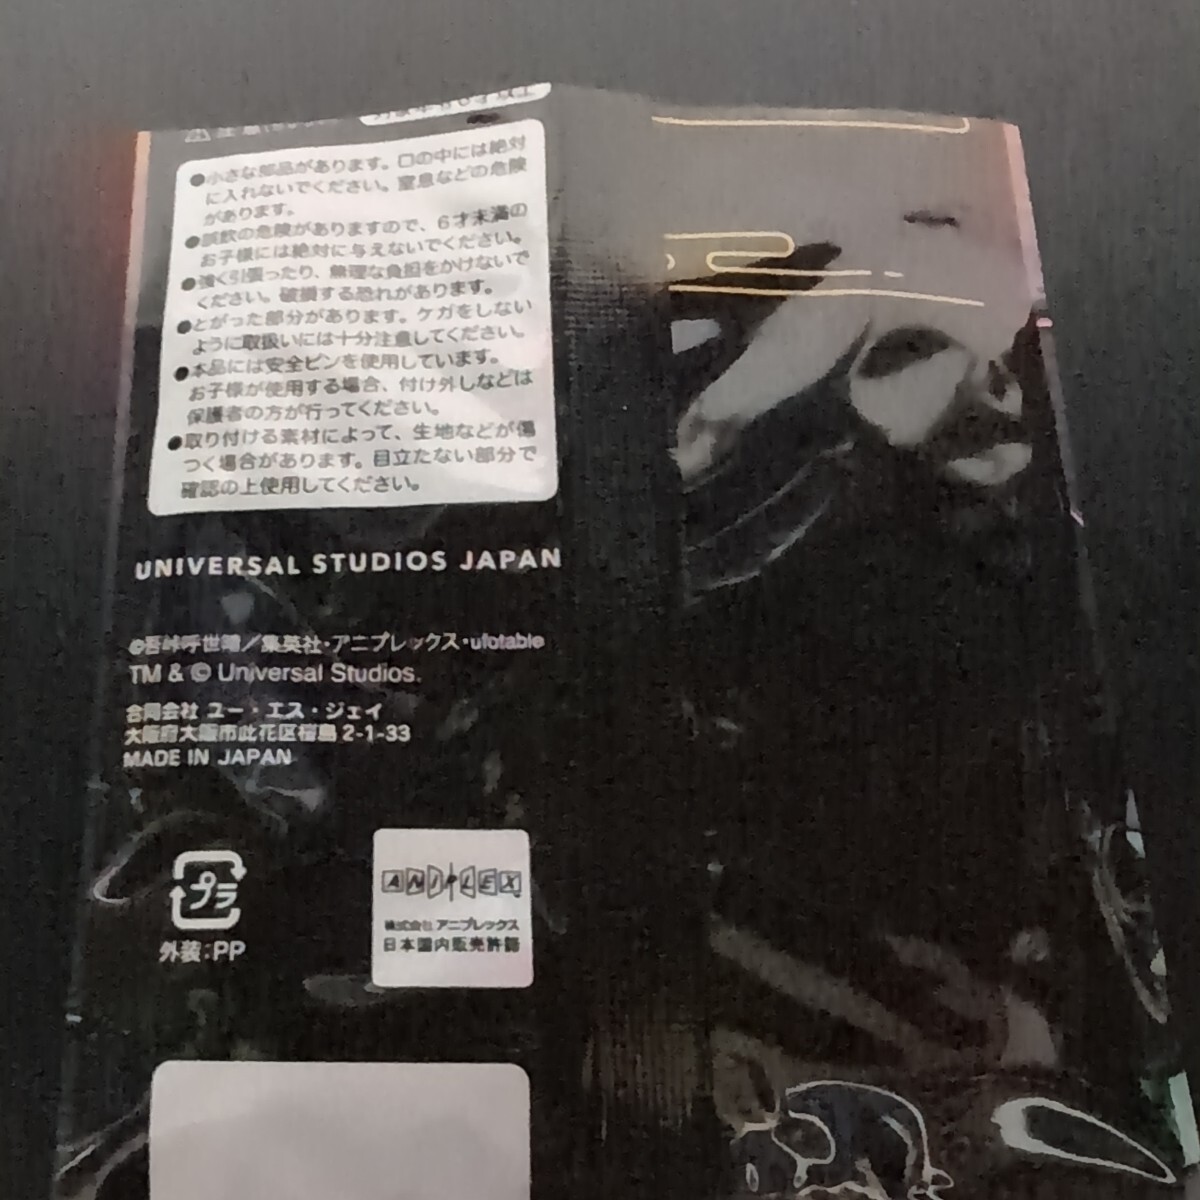 注意
対象年齢6才以上
●小さな部品があります。口の中には絶対
に入れないでください。窒息などの危険
があります。
●誤飲の危険がありますので、6才未満の
お子様には絶対に与えないでください。
●強く引張ったり、無理な負担をかけないで
ください。破損する恐れがあります。
●とがった部分があります。ケガをしない
ように取扱いには十分注意してください。
●本品には安全ピンを使用しています。
お子様が使用する場合、付け外しなどは
保護者の方が行ってください。
●取り付ける素材によって、生地などが傷
つく場合があります。目立たない部分で
確認の上使用してください。
UNIVERSAL STUDIOS JAPAN
©吾峠呼世晴／集英社・アニプレックス・ufotable
TM & © Universal Studios.
合同会社 ユー・エス・ジェイ
大阪府大阪市此花区桜島 2-1-33
MADE IN JAPAN
プラ
外装:PP
ANIPLEX
株式会社 アニプレックス
日本国内販売許諾